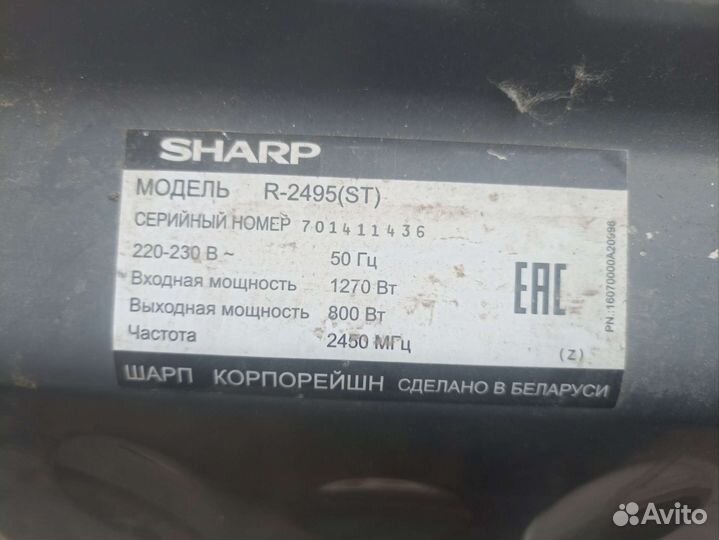 SHARP
МОДЕЛЬ R-2495(ST)
СЕРИЙНЫЙ НОМЕР 701411436
220-230 В ~ 50 Гц
Входная мощность 1270 Вт
Выходная мощность 800 Вт
Частота 2450 МГц
EAC
(Z)
PN.:16070000A20996
ШАРП КОРПОРЕЙШН СДЕЛАНО В БЕЛАРУСИ
Avito